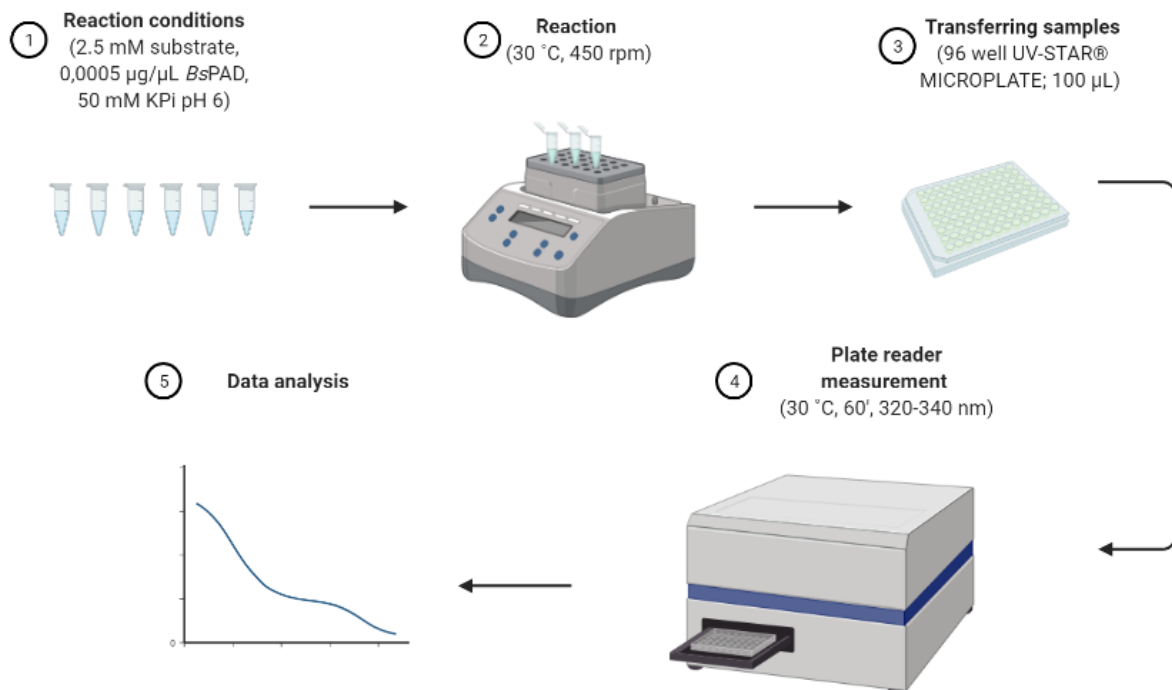 1
Reaction conditions
(2.5 mM substrate,
0,0005 µg/µL BsPAD,
50 mM KPi pH 6)
2
Reaction
(30 ˚C, 450 rpm)
3
Transferring samples
(96 well UV-STAR®
MICROPLATE; 100 µL)
4
Plate reader
measurement
(30 ˚C, 60', 320-340 nm)
5
Data analysis
0